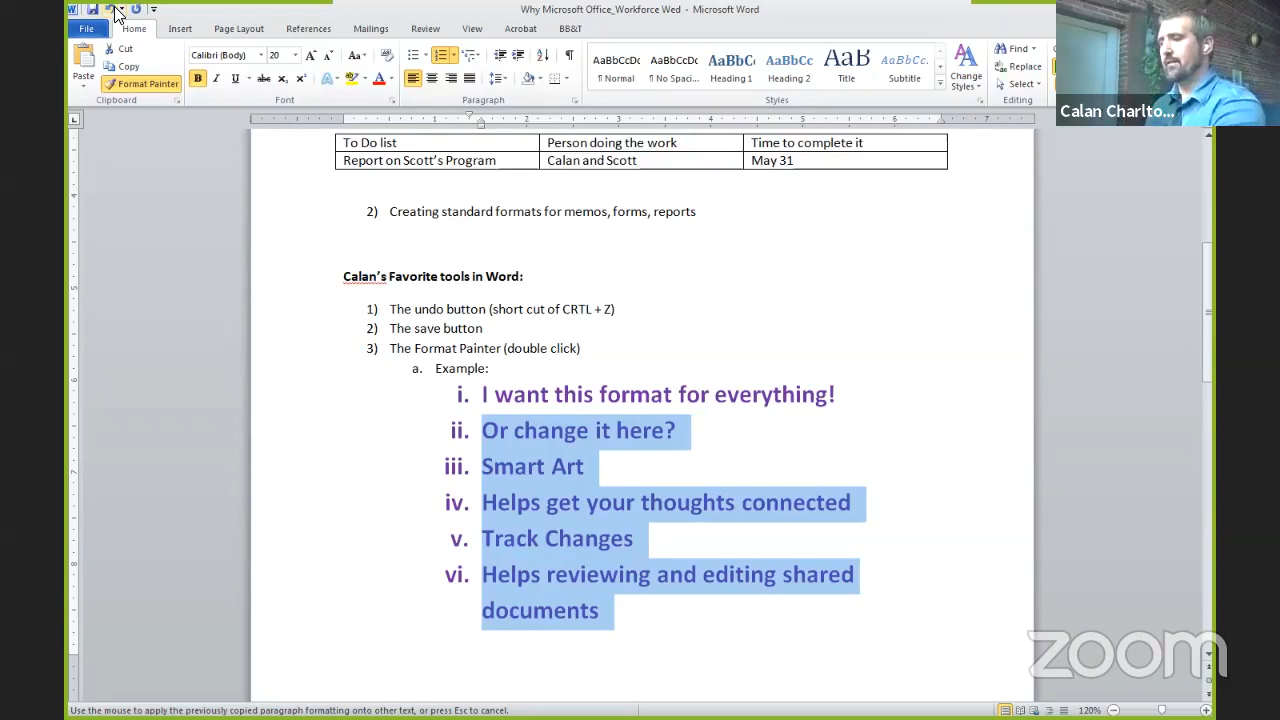 Why Microsoft Office_Workforce Wed - Microsoft Word
File Home Insert Page Layout References Mailings Review View Acrobat BB&T
Paste
Cut
Copy
Format Painter
Clipboard
Calibri (Body) 20
Font
Paragraph
AaBbCcDc AaBbCcDc AaBbCc AaBbCc AaB AaBbCc.
¶ Normal ¶ No Spaci... Heading 1 Heading 2 Title Subtitle
Change Styles
Styles
Find
Replace
Select
Editing
Calan Charlto...
To Do list Person doing the work Time to complete it
Report on Scott's Program Calan and Scott May 31
2) Creating standard formats for memos, forms, reports
Calan's Favorite tools in Word:
1) The undo button (short cut of CRTL + Z)
2) The save button
3) The Format Painter (double click)
a. Example:
i. I want this format for everything!
ii. Or change it here?
iii. Smart Art
iv. Helps get your thoughts connected
v. Track Changes
vi. Helps reviewing and editing shared
documents
zoom
Use the mouse to apply the previously copied paragraph formatting onto other text, or press Esc to cancel.
120%